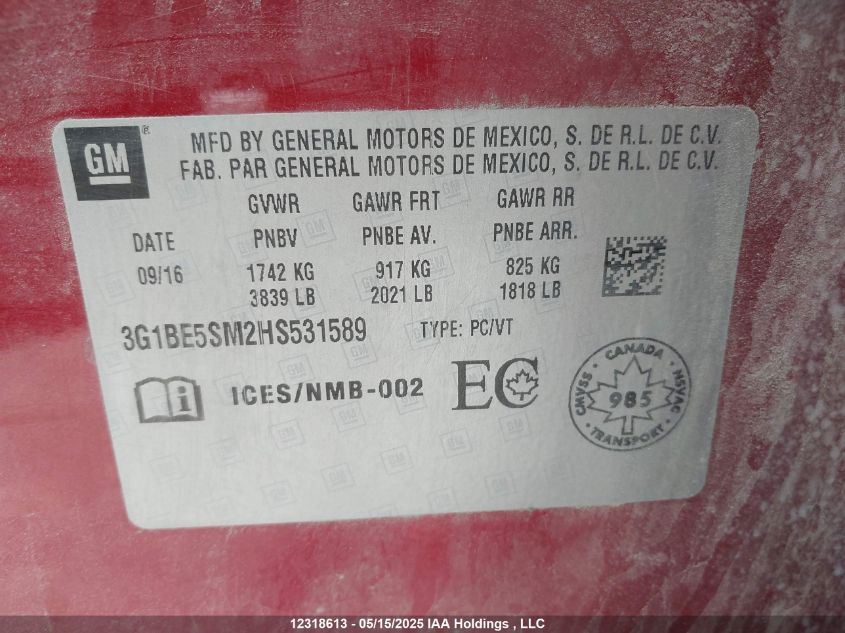 GM
MFD BY GENERAL MOTORS DE MEXICO, S. DE R.L. DE C.V.
FAB. PAR GENERAL MOTORS DE MEXICO, S. DE R.L. DE C.V.
GVWR GAWR FRT GAWR RR
DATE PNBV PNBE AV. PNBE ARR.
09/16 1742 KG 917 KG 825 KG
3839 LB 2021 LB 1818 LB
3G1BE5SM2HS531589 TYPE: PC/VT
i ICES/NMB-002 EC
CANADA
CMVSS 985 NSVAC
TRANSPORT
12318613 - 05/15/2025 IAA Holdings , LLC